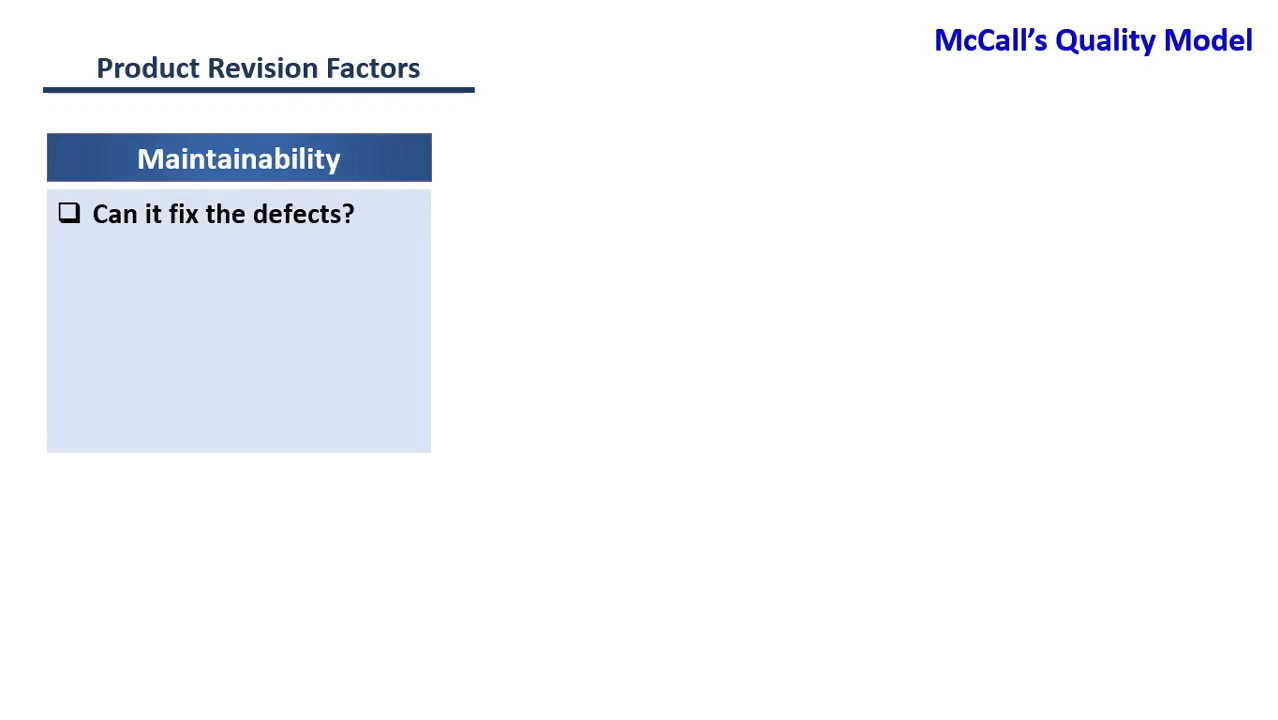 McCall’s Quality Model
Product Revision Factors
Maintainability
❑ Can it fix the defects?